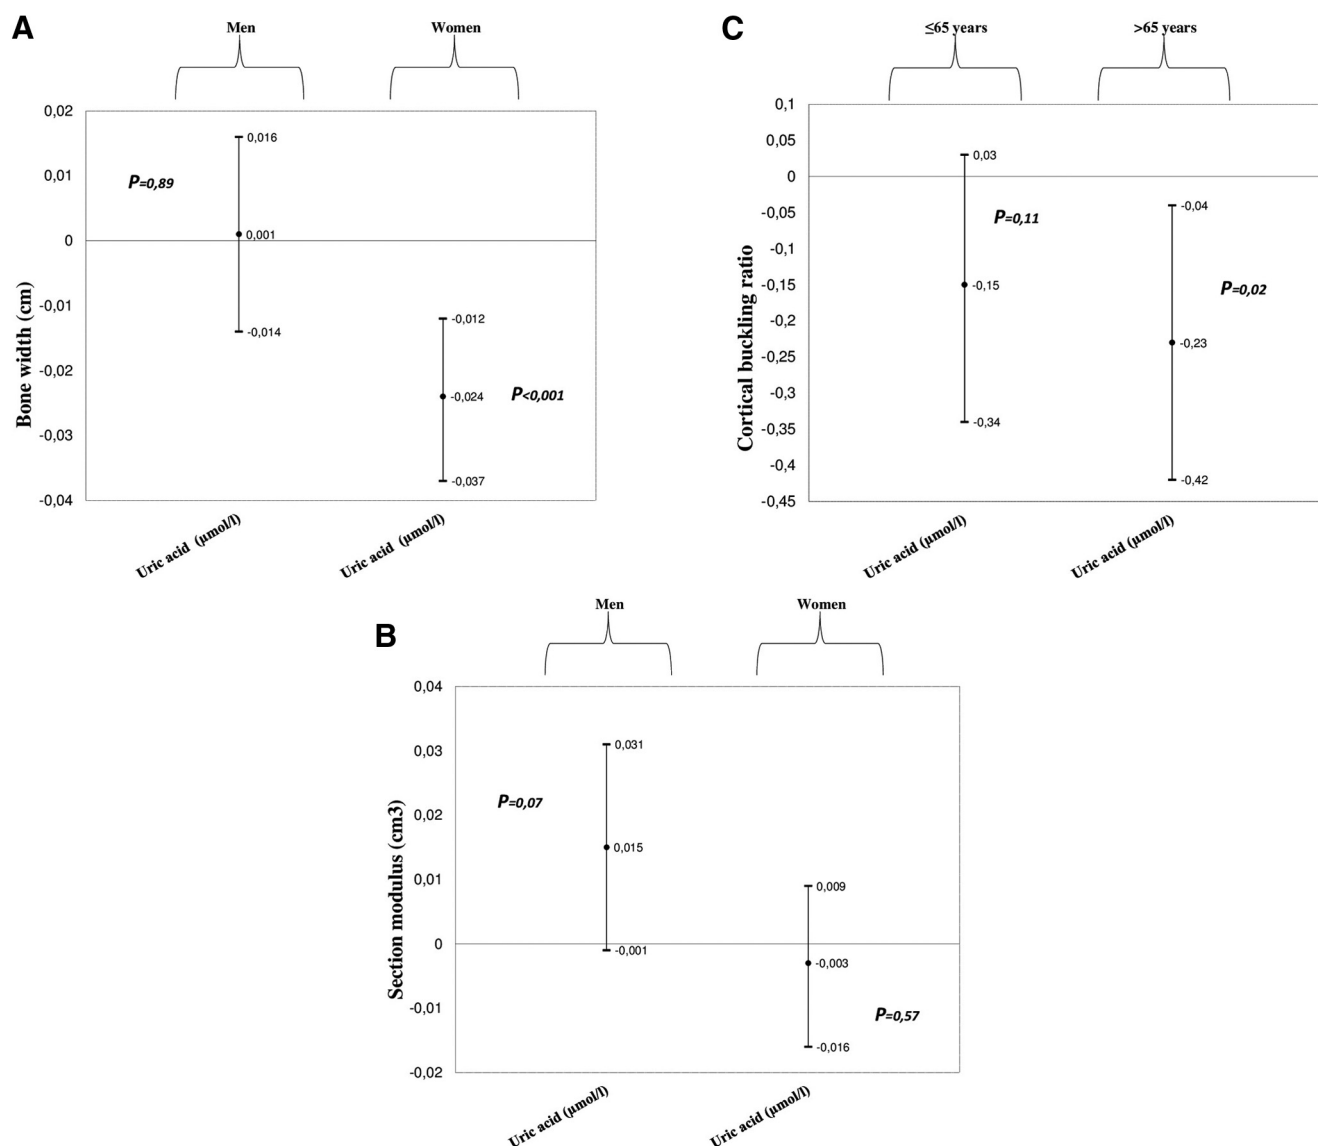 A
Men
Women
0,02
0,01
0
-0,01
-0,02
-0,03
-0,04
Bone width (cm)
0,016
0,001
-0,014
P=0,89
-0,012
-0,024
-0,037
P<0,001
Uric acid (µmol/l)
Uric acid (µmol/l)
C
≤65 years
>65 years
0,1
0,05
0
-0,05
-0,1
-0,15
-0,2
-0,25
-0,3
-0,35
-0,4
-0,45
Cortical buckling ratio
0,03
-0,15
-0,34
P=0,11
-0,04
-0,23
-0,42
P=0,02
Uric acid (µmol/l)
Uric acid (µmol/l)
B
Men
Women
0,04
0,03
0,02
0,01
0
-0,01
-0,02
Section modulus (cm3)
0,031
0,015
-0,001
P=0,07
0,009
-0,003
-0,016
P=0,57
Uric acid (µmol/l)
Uric acid (µmol/l)